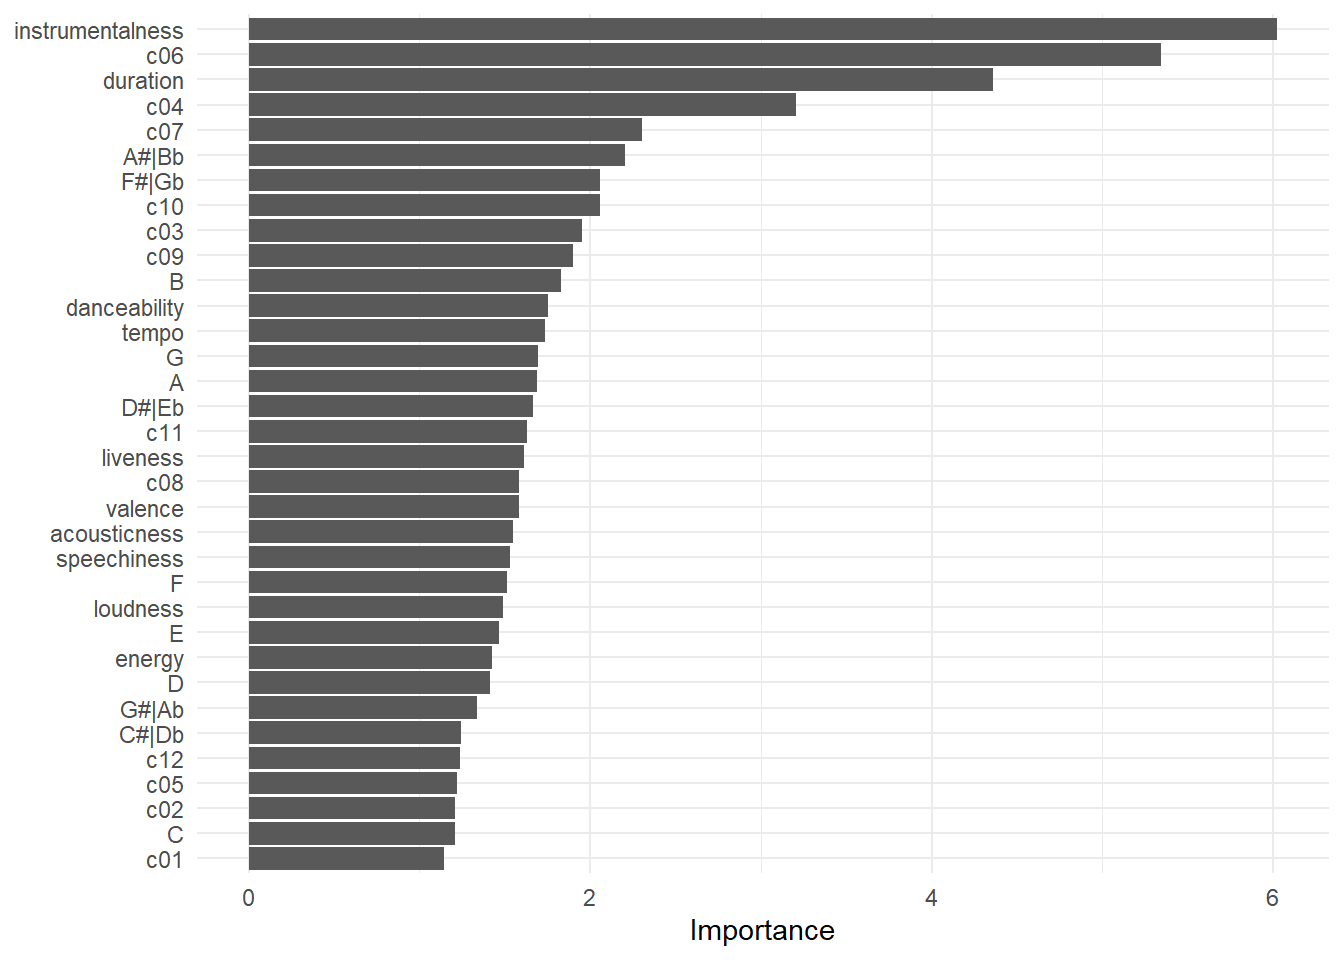 instrumentalness
c06
duration
c04
c07
A#|Bb
F#|Gb
c10
c03
c09
B
danceability
tempo
G
A
D#|Eb
c11
liveness
c08
valence
acousticness
speechiness
F
loudness
E
energy
D
G#|Ab
C#|Db
c12
c05
c02
C
c01
0 2 4 6
Importance